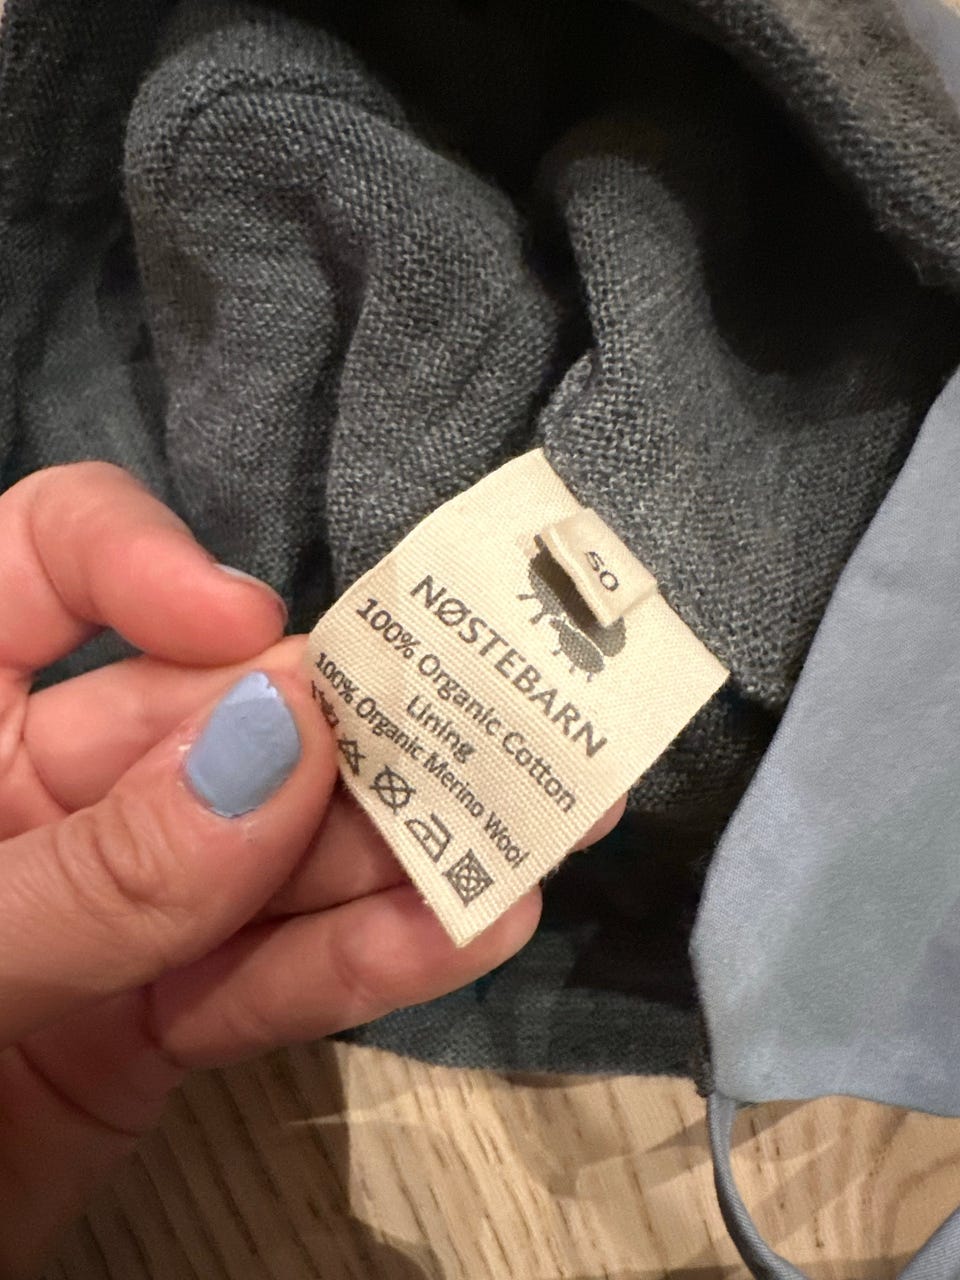 50
NØSTEBARN
100% Organic Cotton
Lining
100% Organic Merino Wool